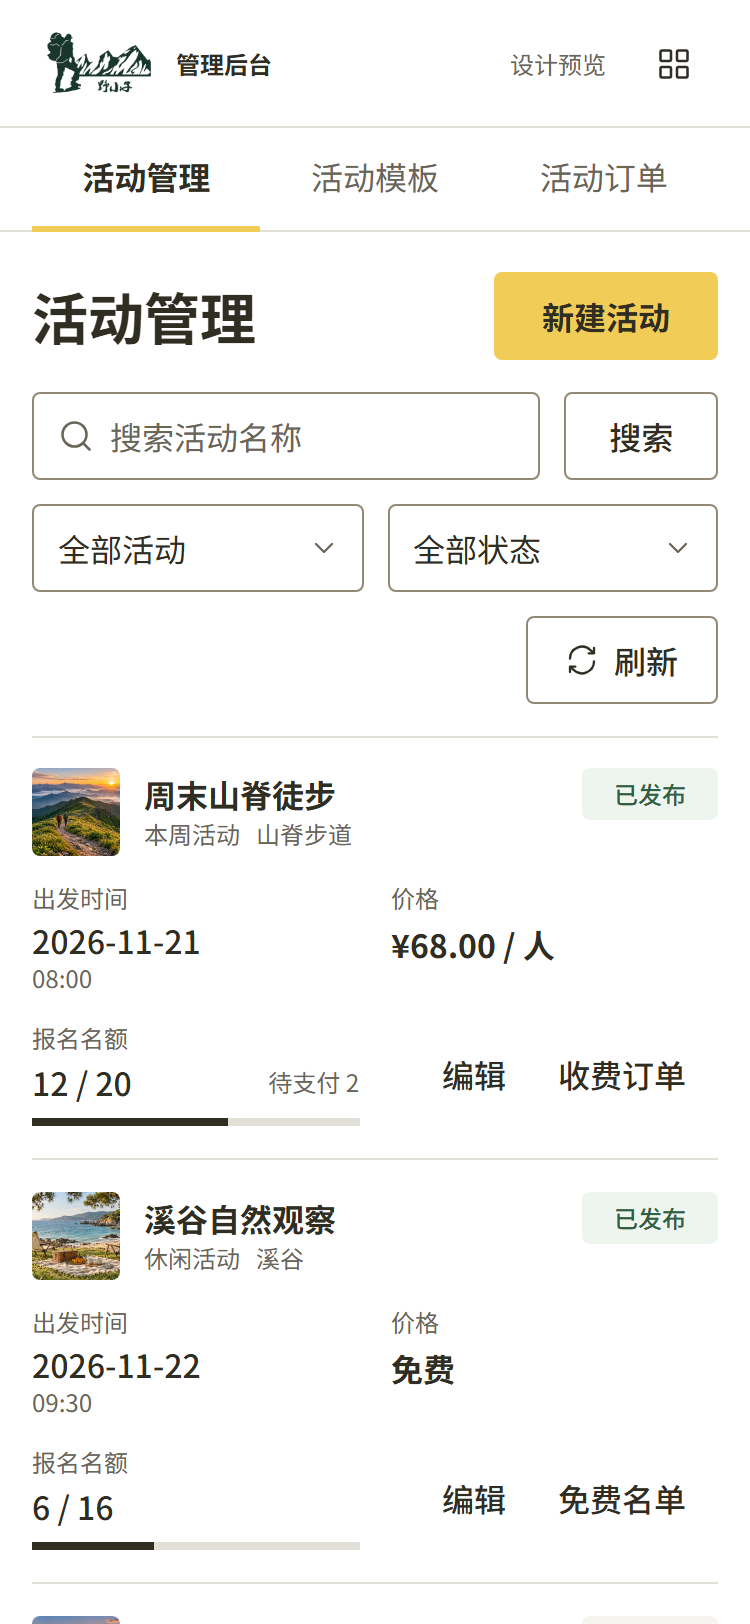 野小子
管理后台
设计预览
活动管理 活动模板 活动订单
活动管理
新建活动
搜索活动名称
搜索
全部活动
全部状态
刷新
周末山脊徒步
已发布
本周活动 山脊步道
出发时间
价格
2026-11-21
¥68.00 / 人
08:00
报名名额
12 / 20
待支付 2
编辑
收费订单
溪谷自然观察
已发布
休闲活动 溪谷
出发时间
价格
2026-11-22
免费
09:30
报名名额
6 / 16
编辑
免费名单